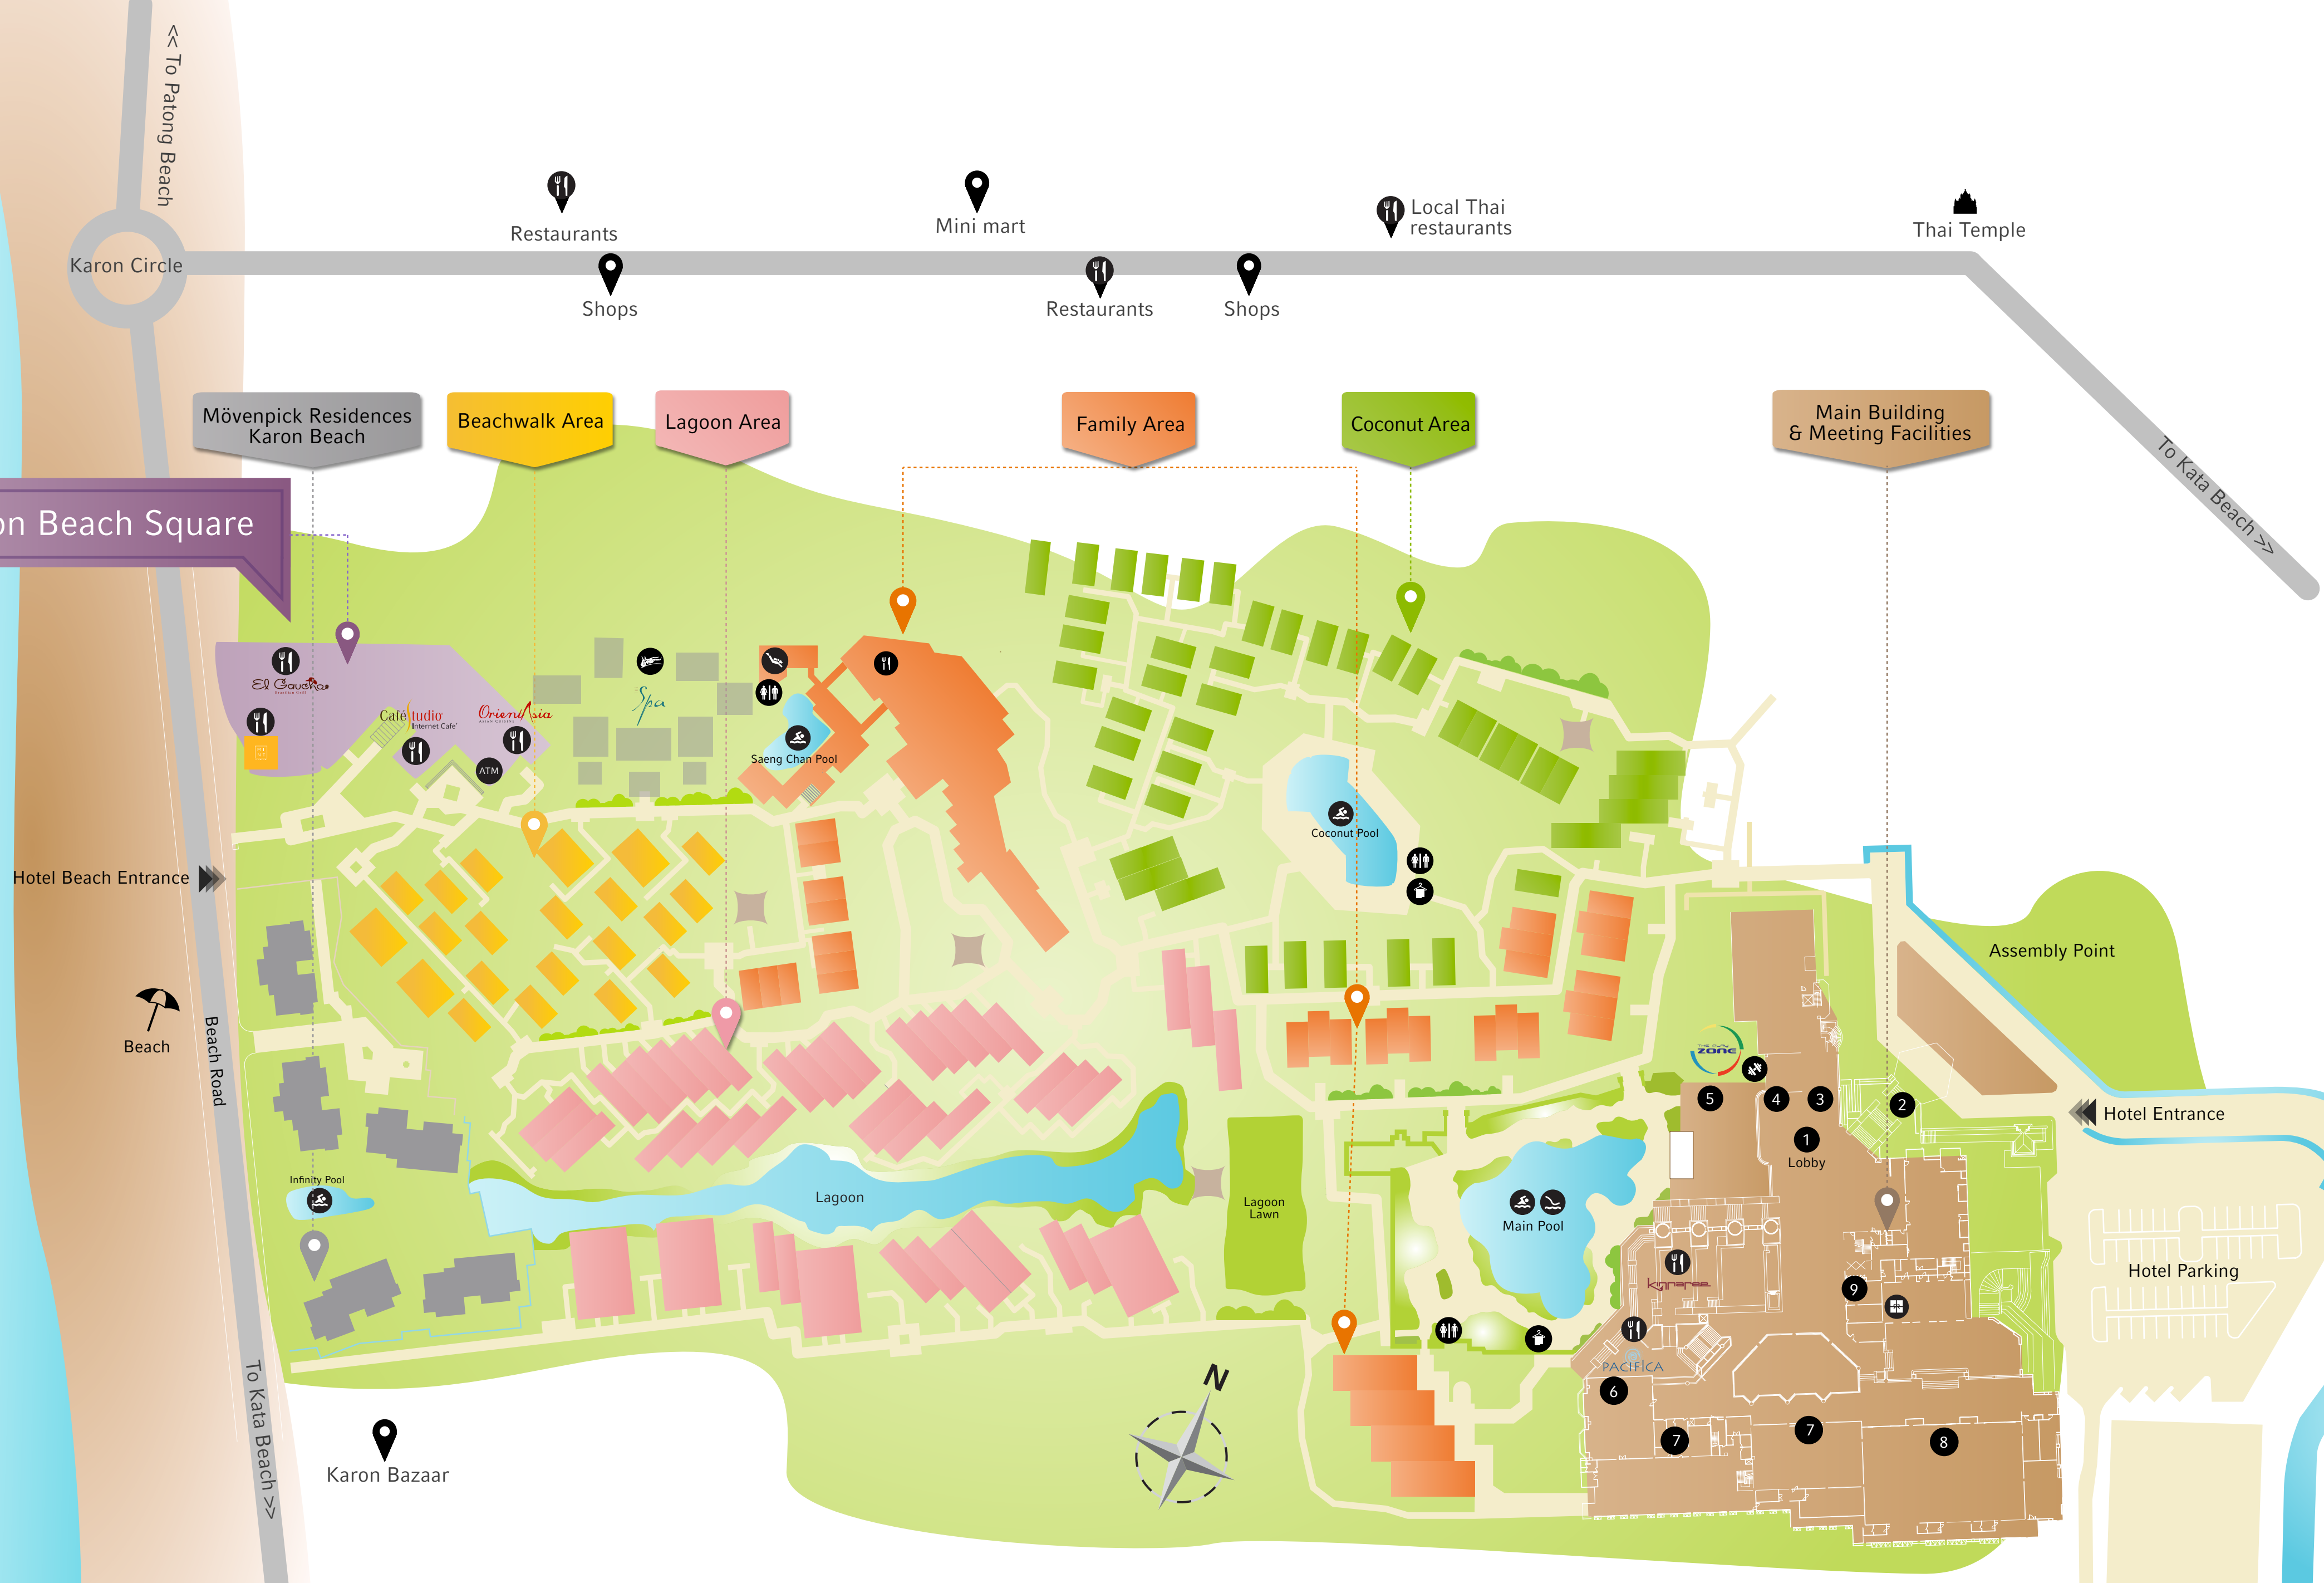 << To Patong Beach
Restaurants
Mini mart
Local Thai
restaurants
Thai Temple
Karon Circle
Shops
Restaurants
Shops
To Kata Beach >>
Mövenpick Residences
Karon Beach
Beachwalk Area
Lagoon Area
Family Area
Coconut Area
Main Building
& Meeting Facilities
on Beach Square
El Gaucho
Café Studio
Internet Cafe'
OrientAsia
ATM
Spa
Saeng Chan Pool
Coconut Pool
Hotel Beach Entrance
Assembly Point
Beach
Beach Road
THE PLAY
ZONE
5
4
3
2
1
Lobby
Hotel Entrance
Infinity Pool
Lagoon
Lagoon
Lawn
Main Pool
Kinnaree
Hotel Parking
9
PACIFICA
6
7
7
8
N
To Kata Beach >>
Karon Bazaar